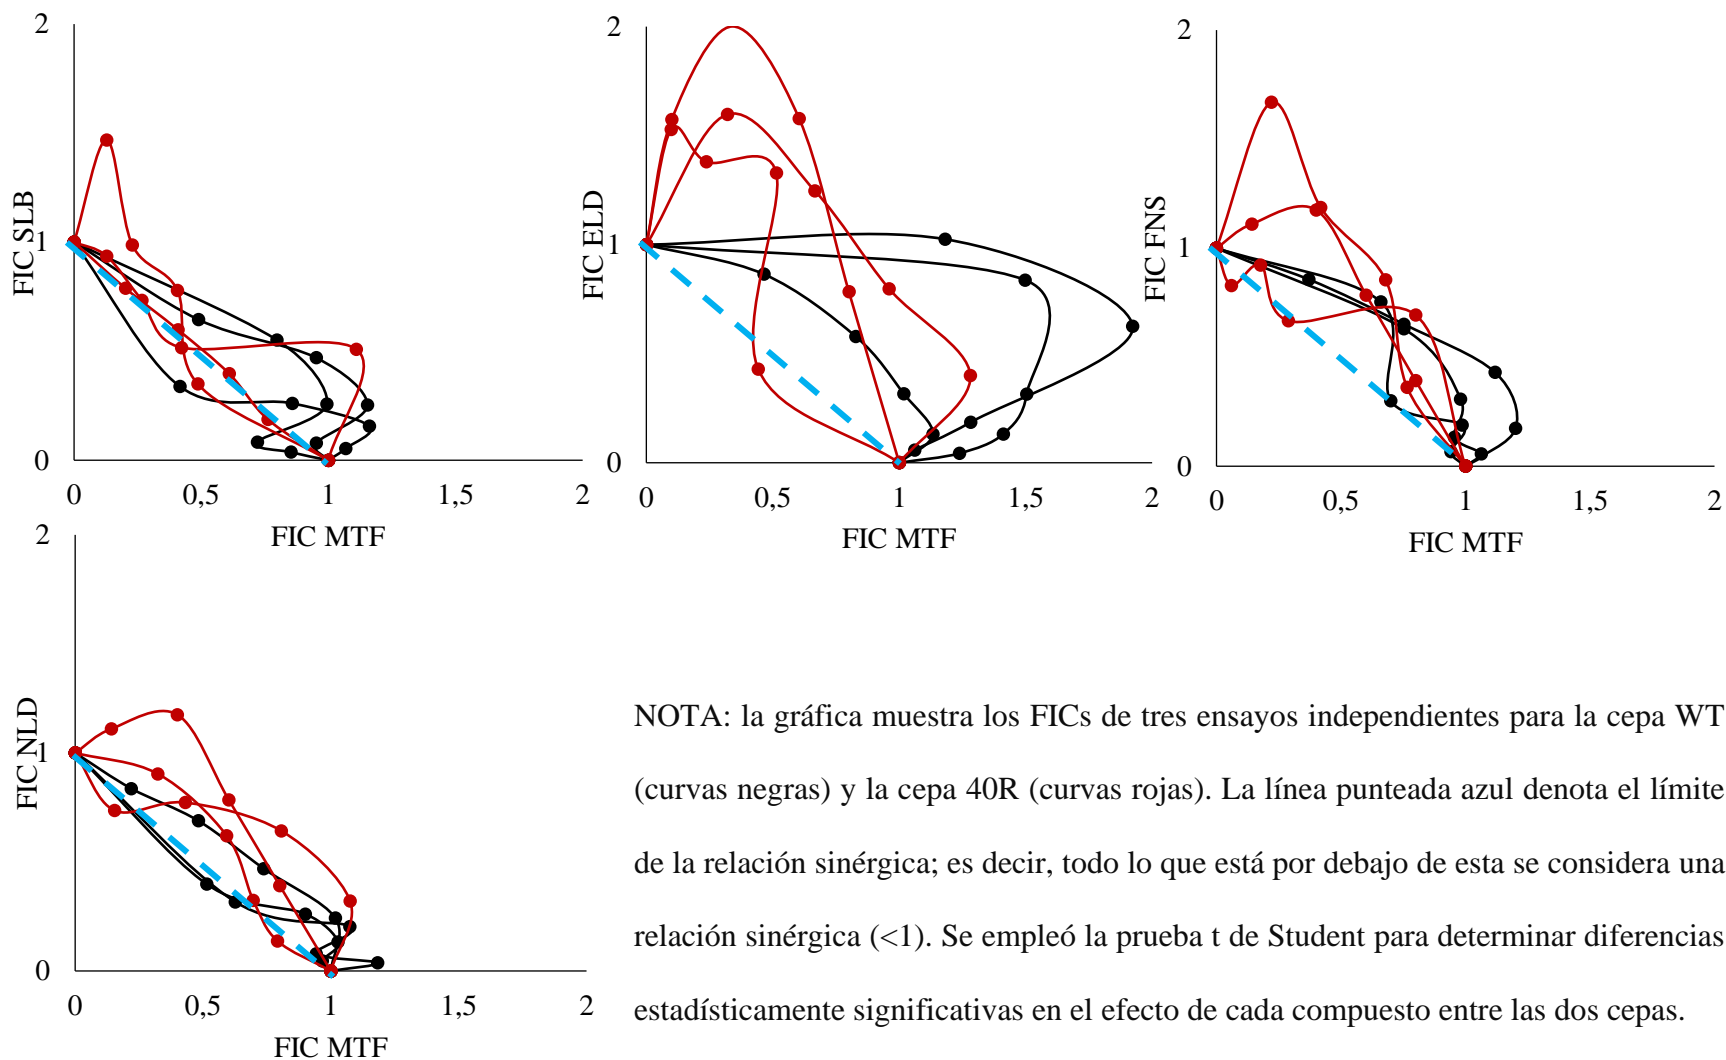 2
1
0
FIC SLB
0 0,5 1 1,5 2
FIC MTF
2
1
0
FIC ELD
0 0,5 1 1,5 2
FIC MTF
2
1
0
FIC FNS
0 0,5 1 1,5 2
FIC MTF
2
1
0
FIC NLD
0 0,5 1 1,5 2
FIC MTF
NOTA: la gráfica muestra los FICs de tres ensayos independientes para la cepa WT
(curvas negras) y la cepa 40R (curvas rojas). La línea punteada azul denota el límite
de la relación sinérgica; es decir, todo lo que está por debajo de esta se considera una
relación sinérgica (<1). Se empleó la prueba t de Student para determinar diferencias
estadísticamente significativas en el efecto de cada compuesto entre las dos cepas.